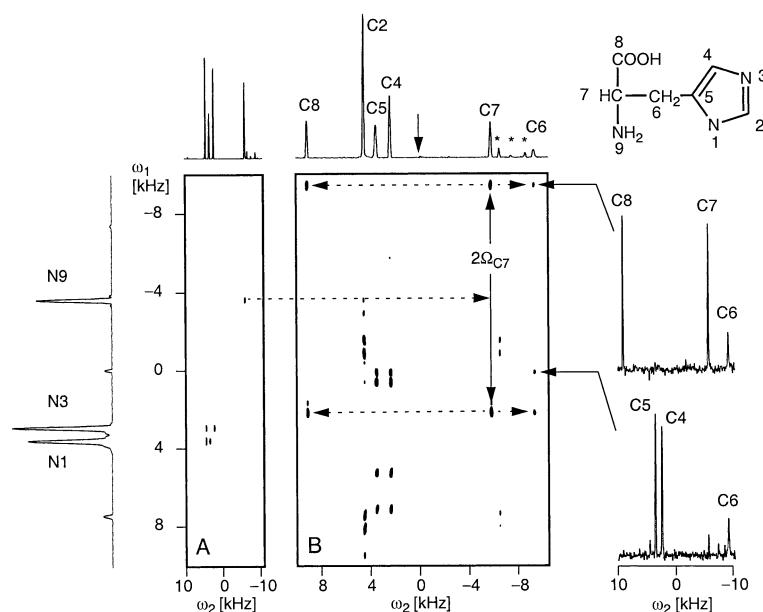 C2
C8
C5
C4
C7
* * *
C6
8
COOH
4
N 3
7 CH CH₂ 5
6
NH₂
9
N
1
2
ω₁
[kHz]
-8
-4
0
4
8
N9
N3
N1
2Ω_C7
A
B
10 0 -10
ω₂ [kHz]
8 4 0 -4 -8
ω₂ [kHz]
C8
C7
C6
C5
C4
C6
10 0 -10
ω₂ [kHz]